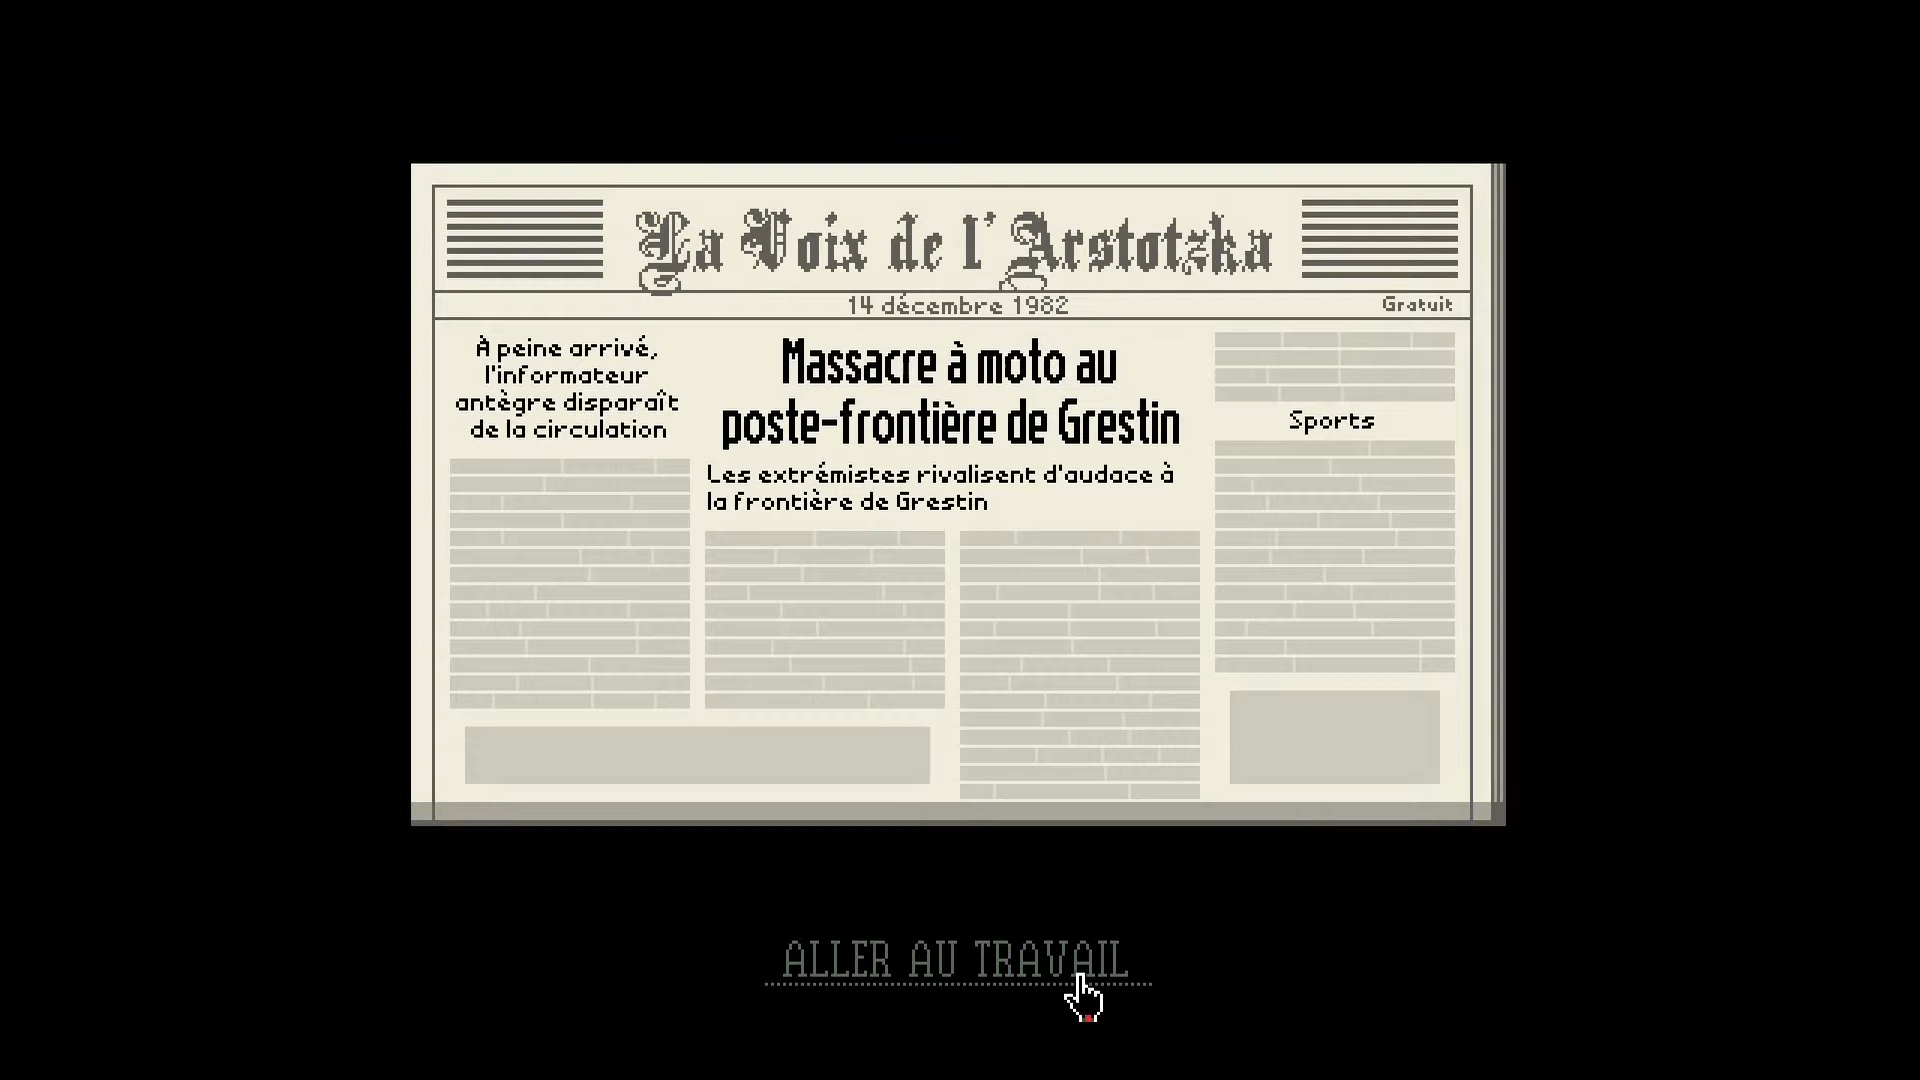 La Voix de l'Arstotzka
14 décembre 1982
Gratuit
À peine arrivé,
l'informateur
antègre disparaît
de la circulation
Massacre à moto au
poste-frontière de Grestin
Les extrémistes rivalisent d'audace à
la frontière de Grestin
Sports
ALLER AU TRAVAIL